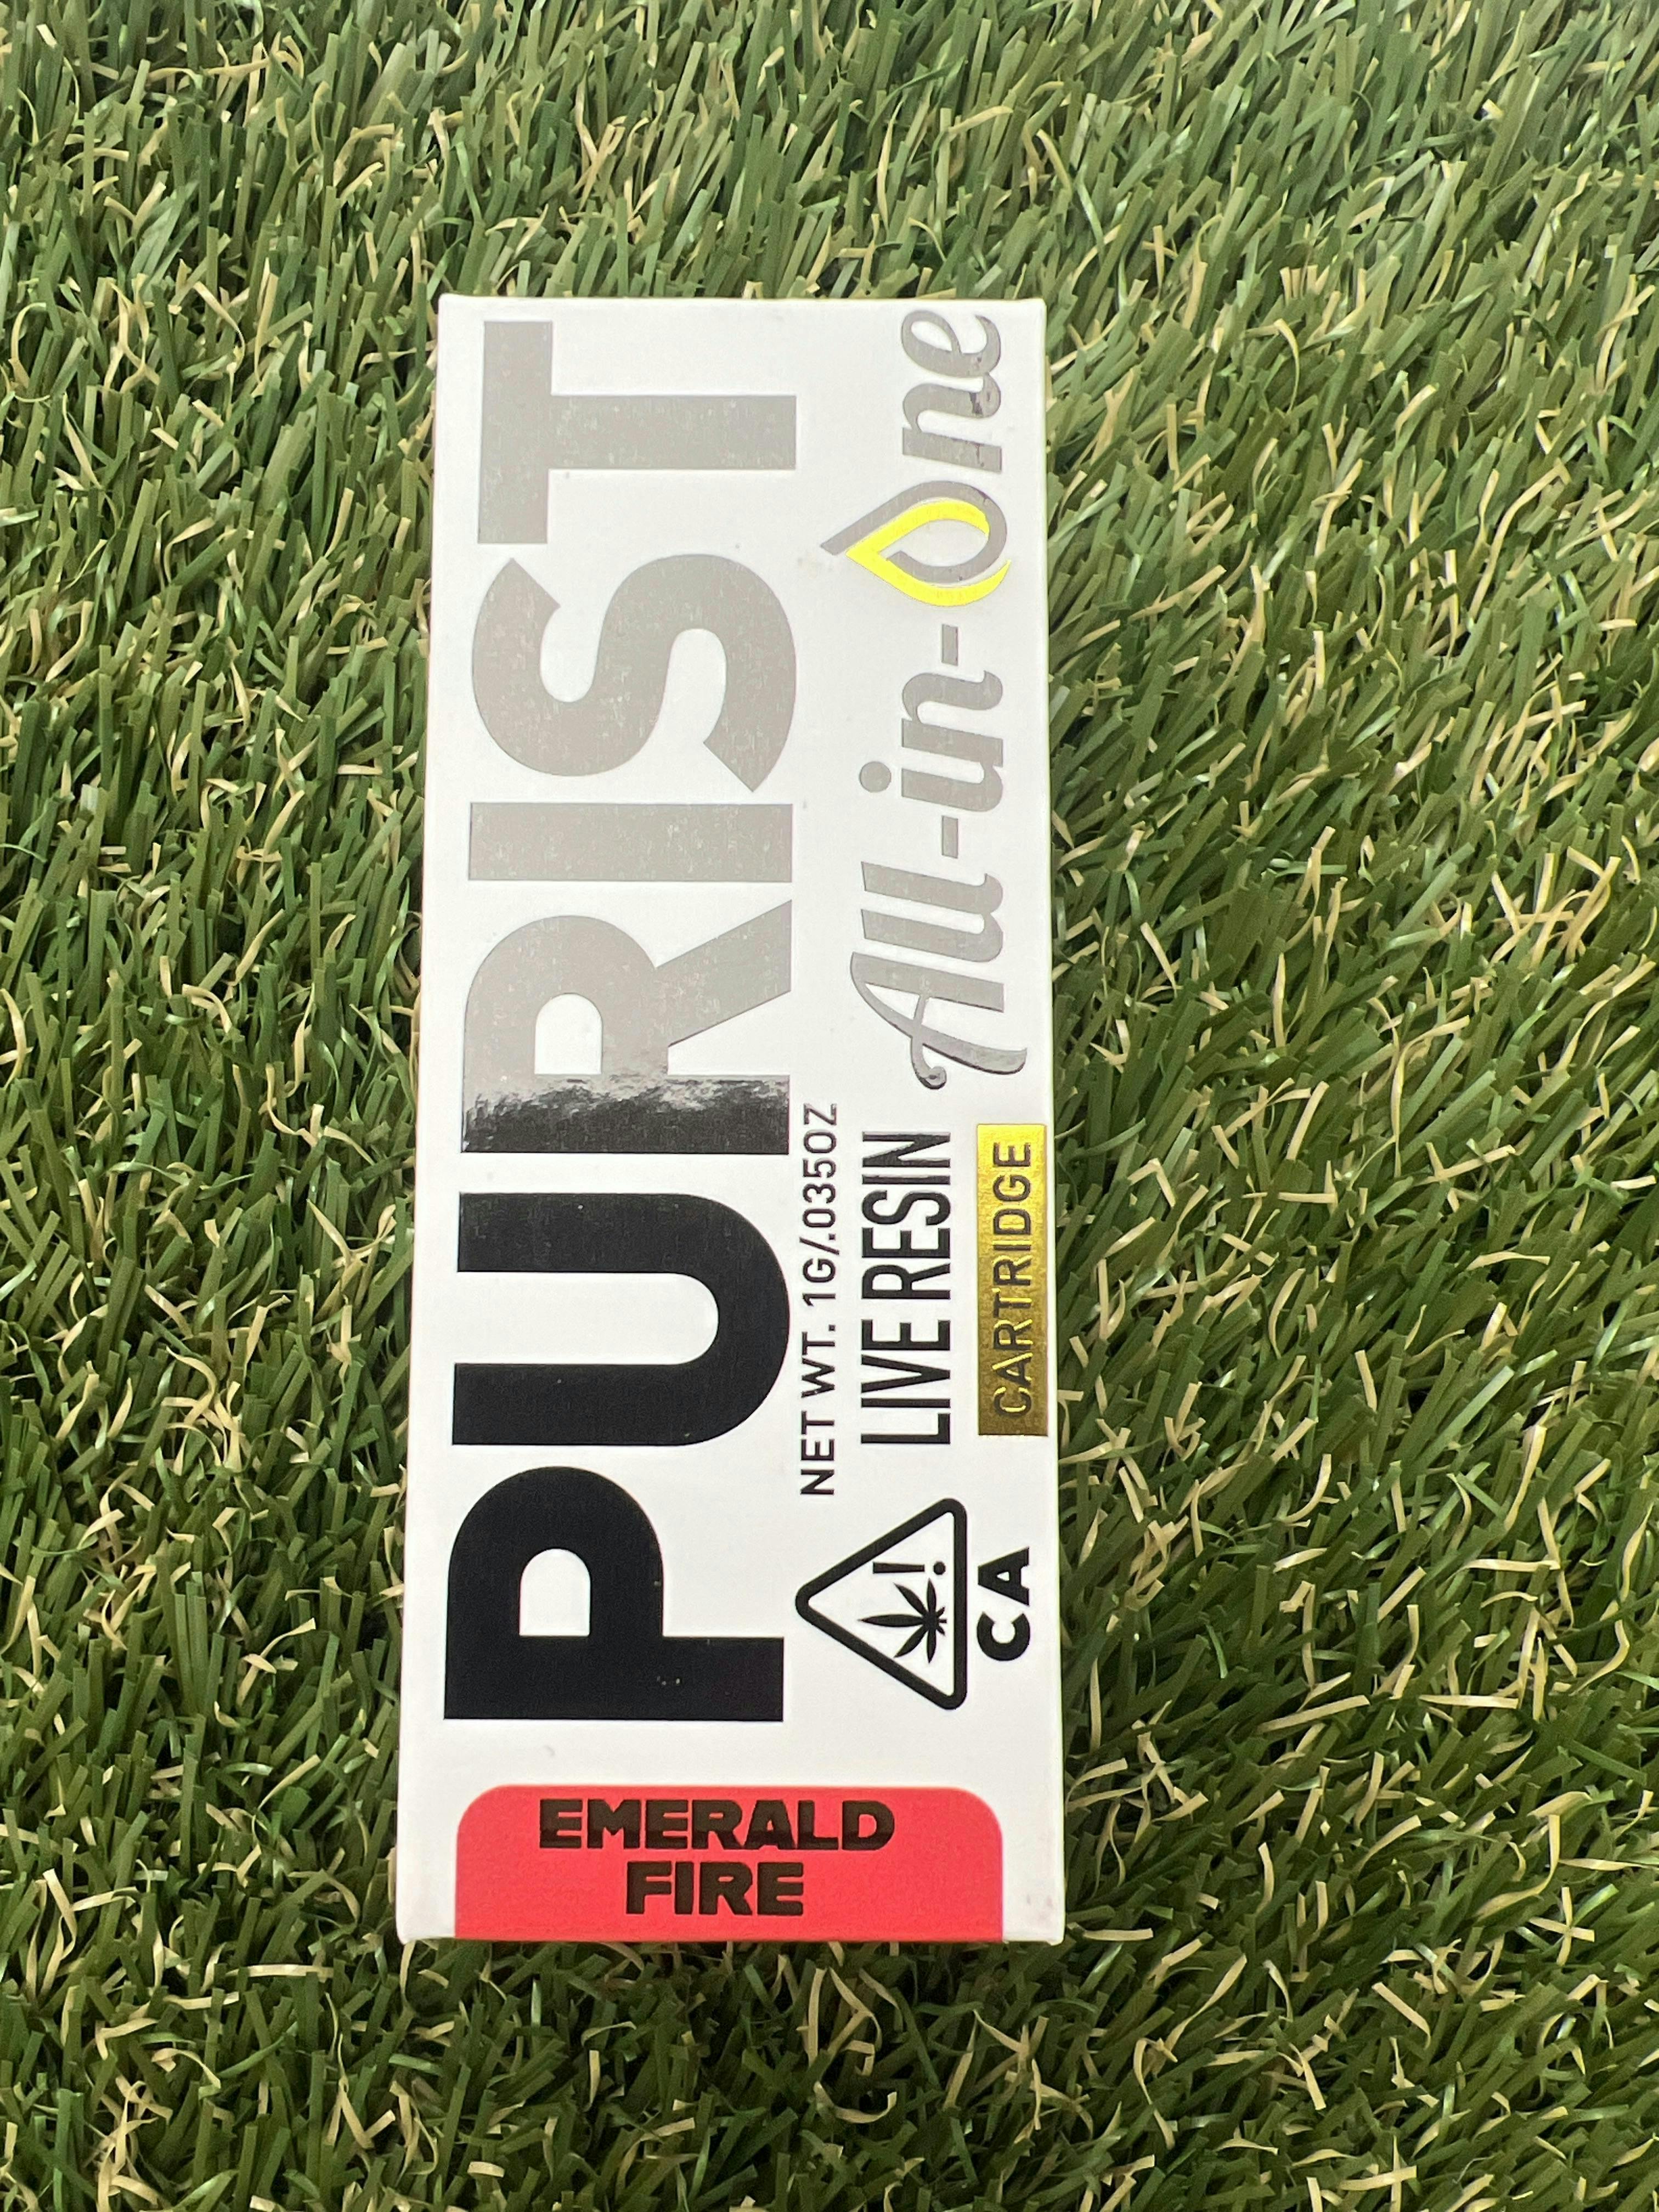 PURIST
NET WT. 1G/.035OZ
LIVE RESIN
All-in-One
CARTRIDGE
CA
EMERALD
FIRE